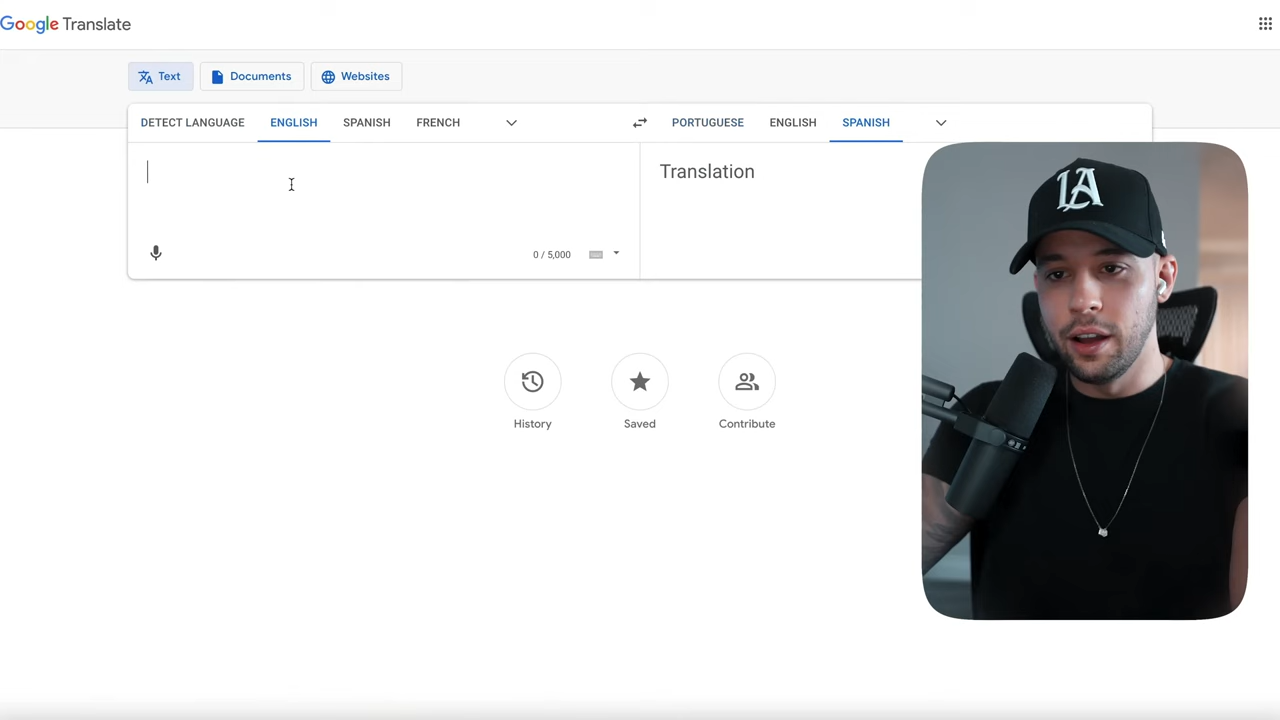 Google Translate
Text Documents Websites
DETECT LANGUAGE ENGLISH SPANISH FRENCH PORTUGUESE ENGLISH SPANISH
Translation
0 / 5,000
History Saved Contribute
LA